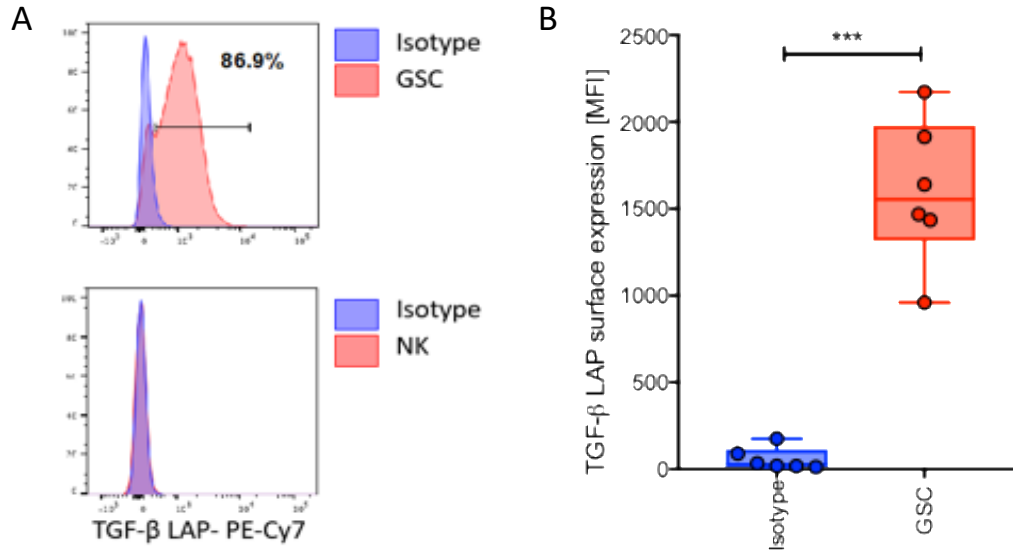 A
86.9%
Isotype
GSC
Isotype
NK
TGF-β LAP- PE-Cy7
B
TGF-β LAP surface expression [MFI]
2500
2000
1500
1000
500
0
***
Isotype
GSC